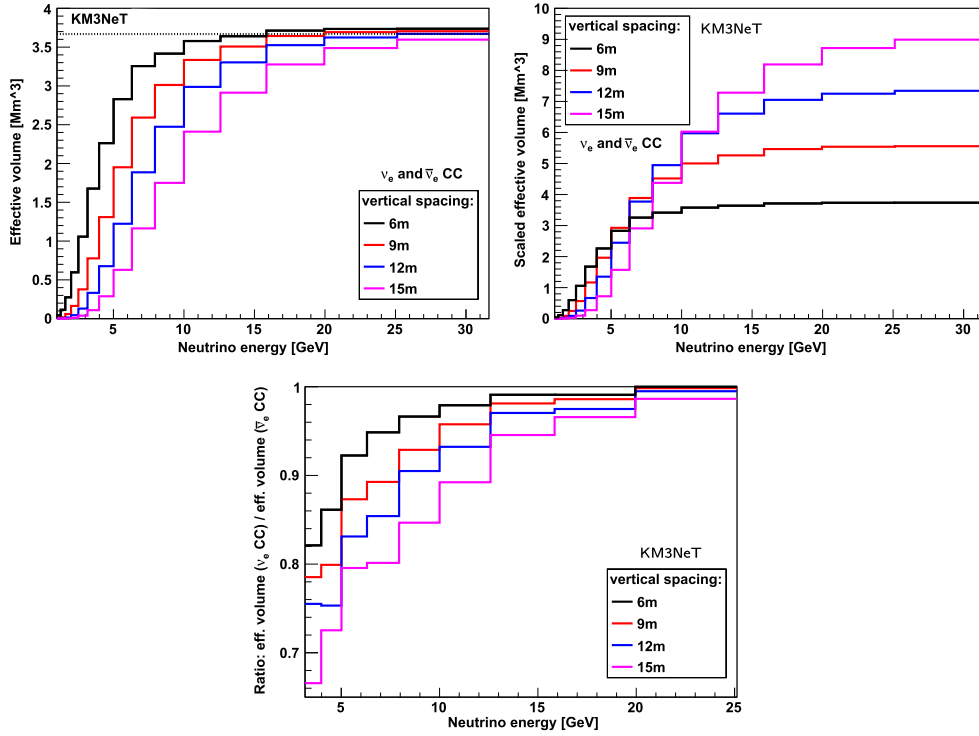 KM3NeT
Effective volume [Mm^3]
4
3.5
3
2.5
2
1.5
1
0.5
0
ν_e and ν̅_e CC
vertical spacing:
6m
9m
12m
15m
5 10 15 20 25 30
Neutrino energy [GeV]
KM3NeT
Scaled effective volume [Mm^3]
10
9
8
7
6
5
4
3
2
1
0
vertical spacing:
6m
9m
12m
15m
ν_e and ν̅_e CC
5 10 15 20 25 30
Neutrino energy [GeV]
Ratio: eff. volume (ν_e CC) / eff. volume (ν̅_e CC)
1
0.9
0.8
0.7
KM3NeT
vertical spacing:
6m
9m
12m
15m
5 10 15 20 25
Neutrino energy [GeV]